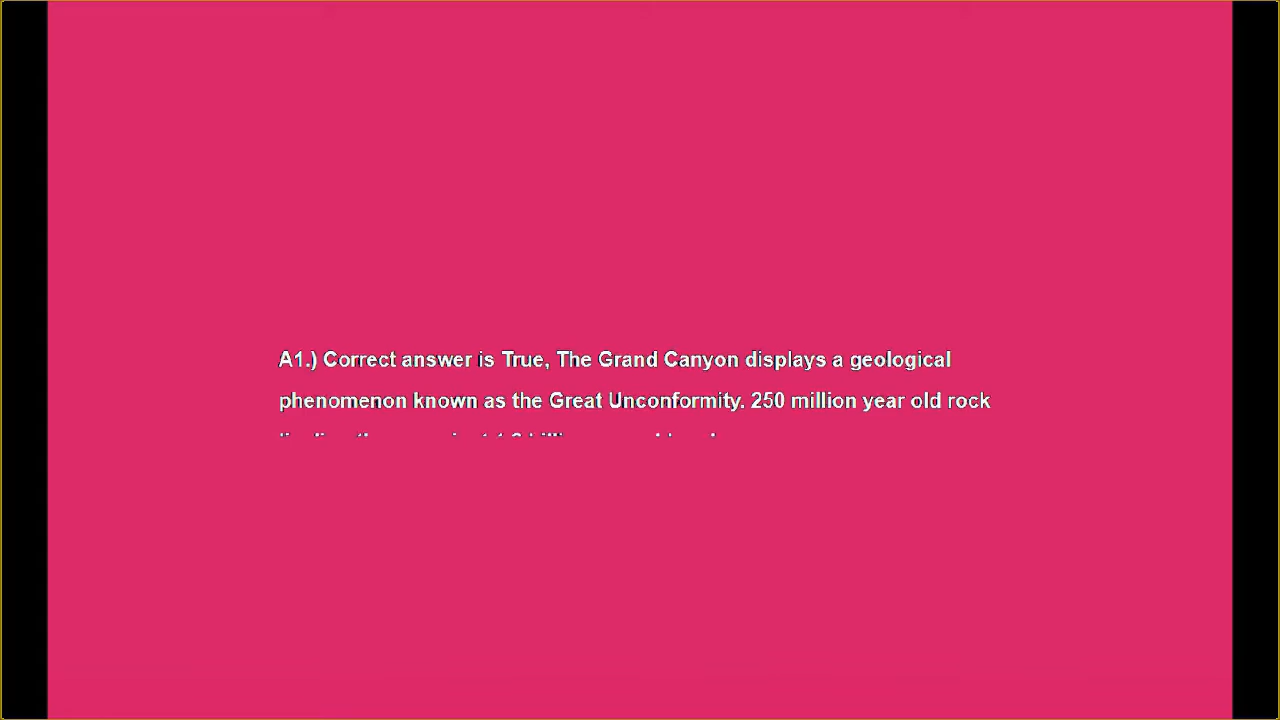 A1.) Correct answer is True, The Grand Canyon displays a geological
phenomenon known as the Great Unconformity. 250 million year old rock